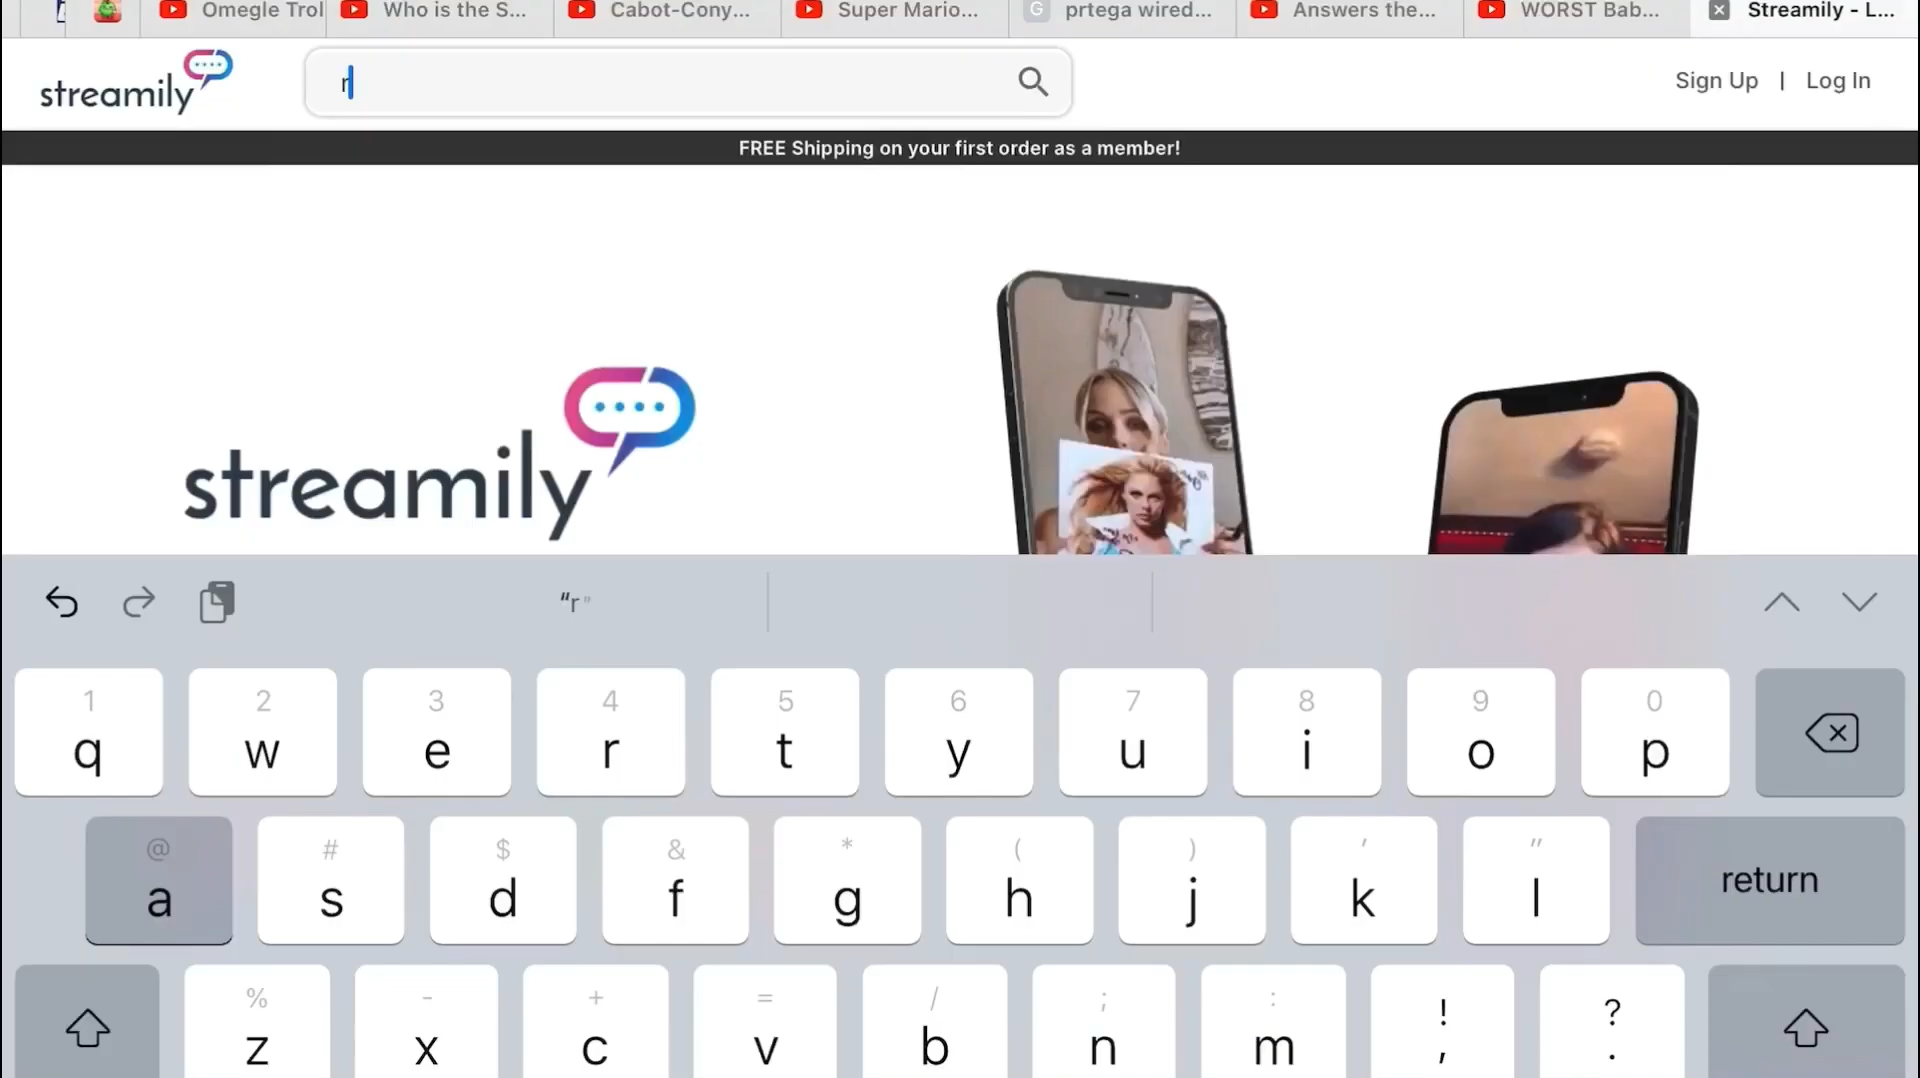 Omegle Trol
Who is the S...
Cabot-Cony...
Super Mario...
G
prtega wired...
Answers the...
WORST Bab...
Streamily - L...
streamily
r
Sign Up | Log In
FREE Shipping on your first order as a member!
streamily
“r”
1 2 3 4 5 6 7 8 9 0
q w e r t y u i o p
@ # $ & * ( ) ' "
a s d f g h j k l return
% - + = / ; : ! ?
z x c v b n m , .